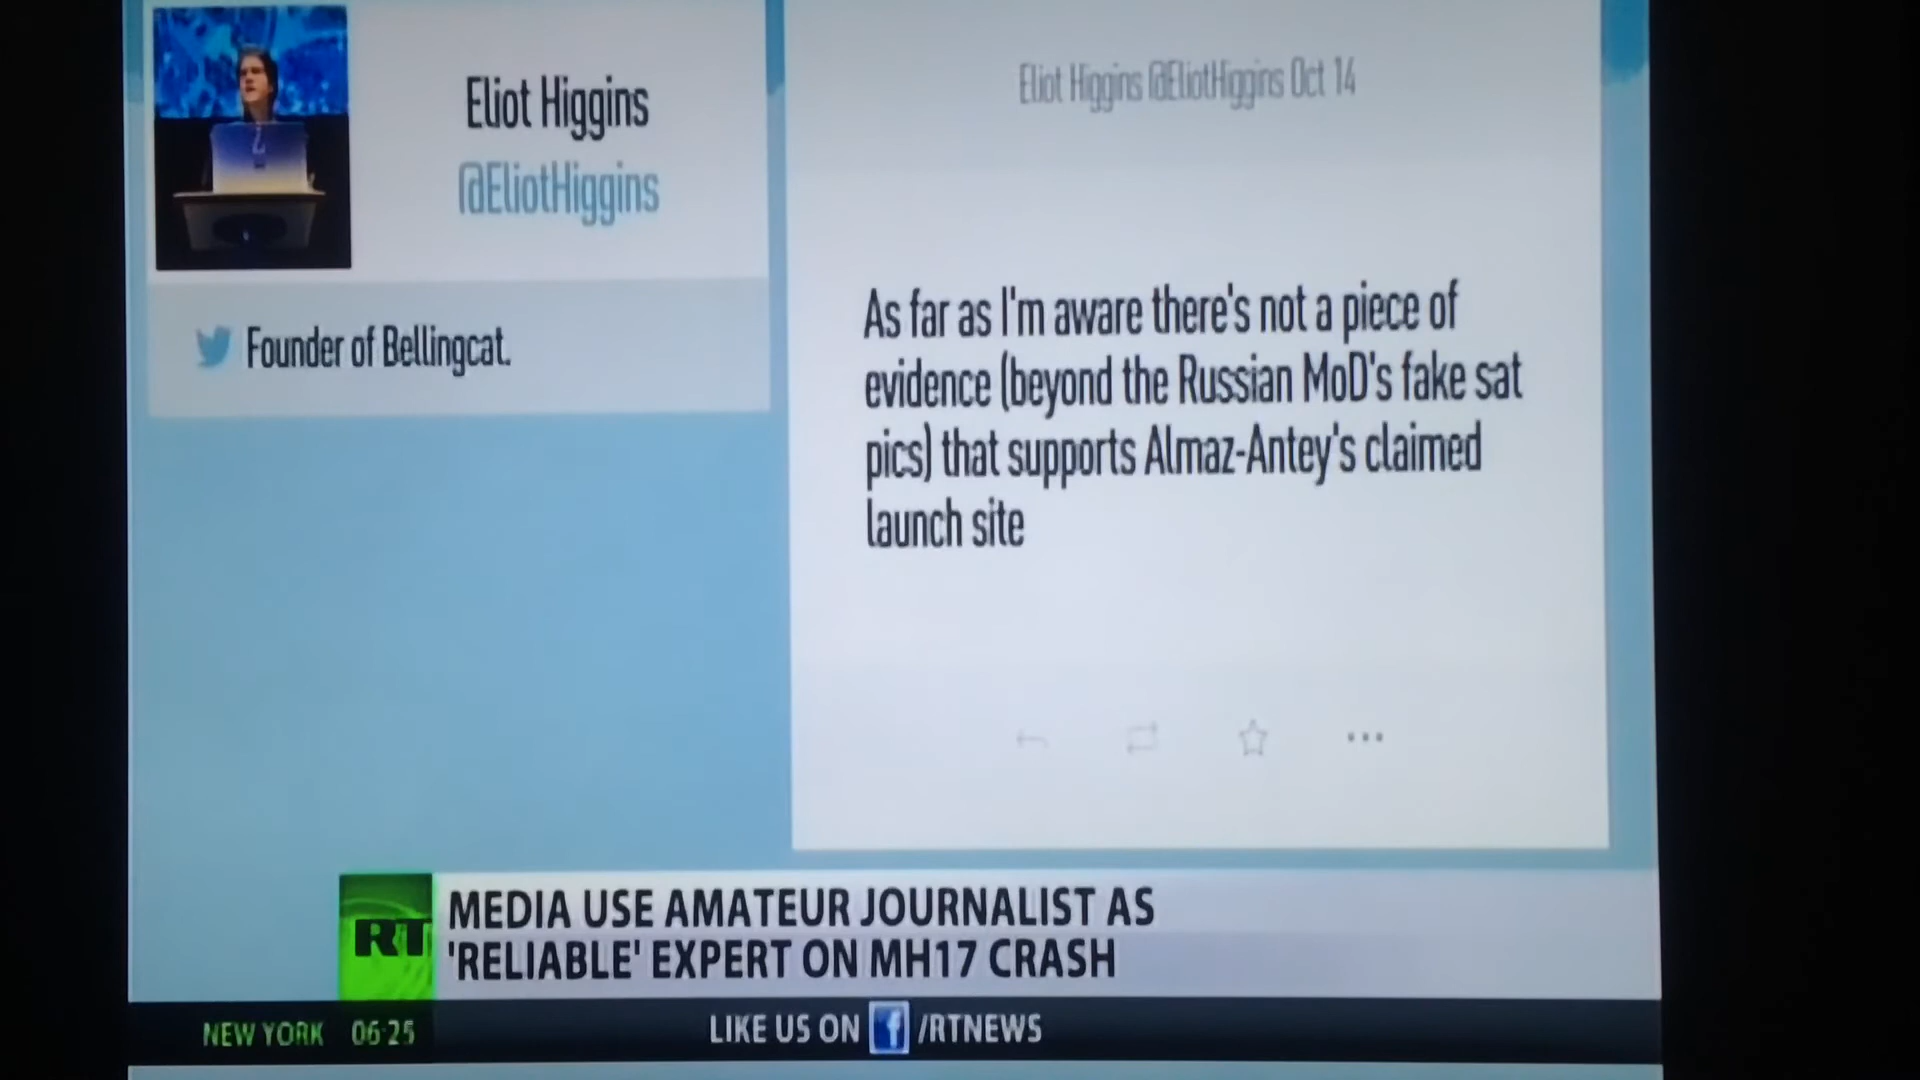 Eliot Higgins
@EliotHiggins
Founder of Bellingcat.
Eliot Higgins @EliotHiggins Oct 14
As far as I'm aware there's not a piece of
evidence (beyond the Russian MoD's fake sat
pics) that supports Almaz-Antey's claimed
launch site
RT
MEDIA USE AMATEUR JOURNALIST AS
'RELIABLE' EXPERT ON MH17 CRASH
NEW YORK 06:25
LIKE US ON f /RTNEWS